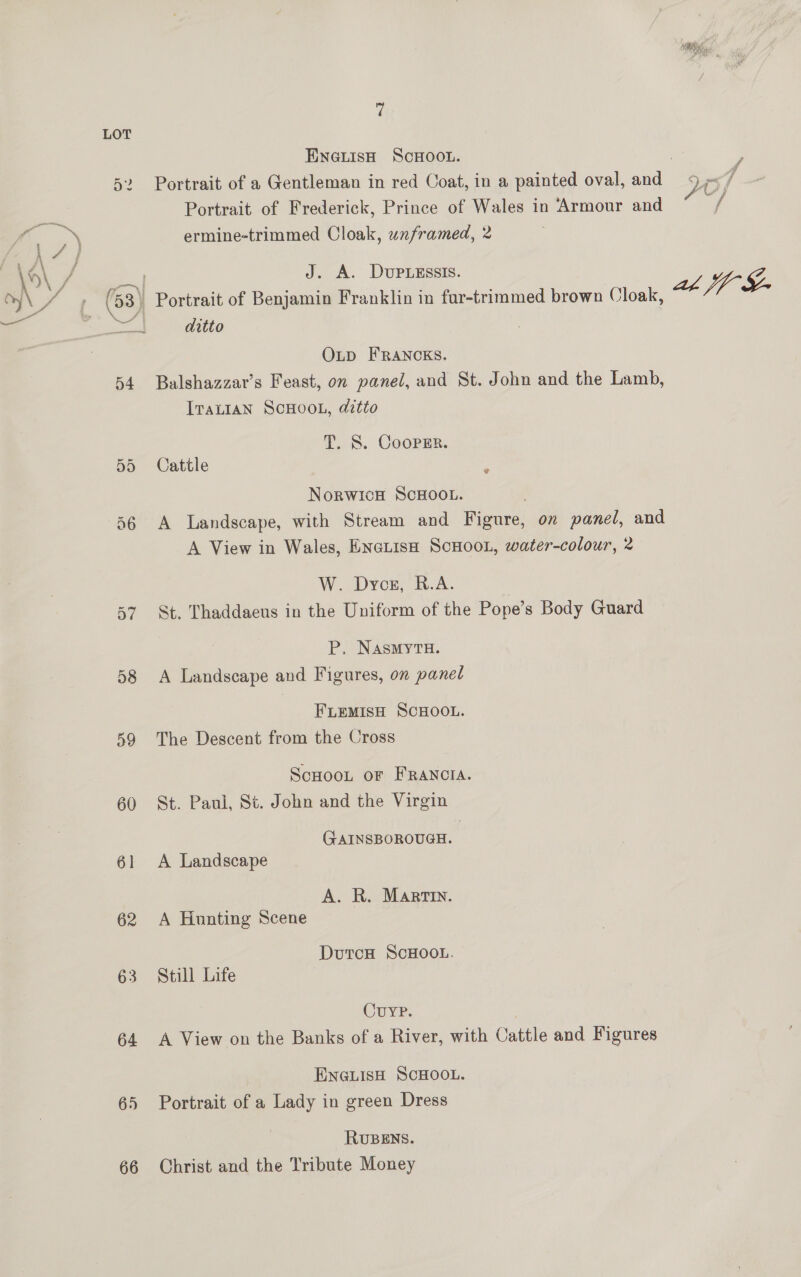 7
LOT
ENGLISH SCHOOL.
52 Portrait of a Gentleman in red Coat, in a painted oval, and
Portrait of Frederick, Prince of Wales in Armour and
ermine-trimmed Cloak, unframed, 2
J. A. DUPLESSIS.
(53) Portrait of Benjamin Franklin in fur-trimmed brown Cloak,
ditto
OLD FRANCKS.
54 Balshazzar's Feast, on panel, and St. John and the Lamb,
ITALIAN SCHOOL, ditto
T. S. COOPER.
55 Cattle
NORWICH SCHOOL.
56 A Landscape, with Stream and Figure, on panel, and
A View in Wales, ENGLISH SCHOOL, water-colour, 2
W. DYCE, R.A.
57 St. Thaddaeus in the Uniform of the Pope's Body Guard
P. NASMYTH.
58 A Landscape and Figures, on panel
FLEMISH SCHOOL.
59 The Descent from the Cross
SCHOOL OF FRANCIA.
60 St. Paul, St. John and the Virgin
GAINSBOROUGH.
61 A Landscape
A. R. MARTIN.
62 A Hunting Scene
DUTCH SCHOOL.
63 Still Life
CUYP.
64 A View on the Banks of a River, with Cattle and Figures
ENGLISH SCHOOL.
65 Portrait of a Lady in green Dress
RUBENS.
66 Christ and the Tribute Money